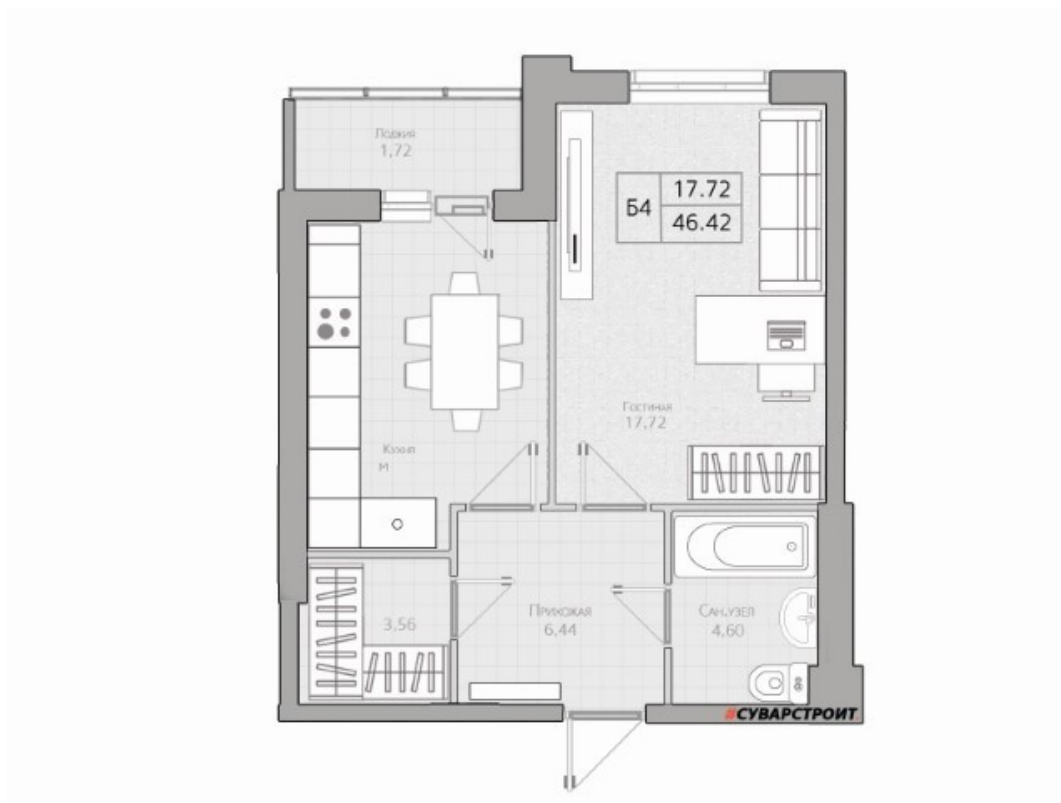 Лоджия
1,72
Б4
17.72
46.42
Гостиная
17,72
Кухня
3,56
Прихожая
6,44
Сан.узел
4,60
#СУВАРСТРОИТ